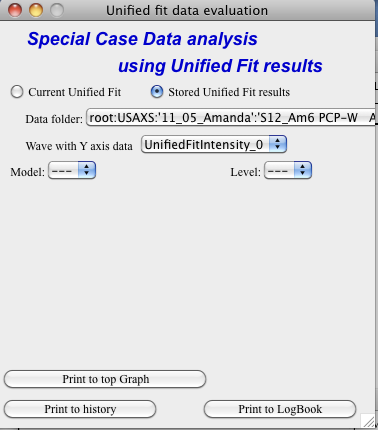 Unified fit data evaluation
Special Case Data analysis
using Unified Fit results
Current Unified Fit Stored Unified Fit results
Data folder: root:USAXS:'11_05_Amanda':'S12_Am6 PCP-W A
Wave with Y axis data UnifiedFitIntensity_0
Model: --- Level: ---
Print to top Graph
Print to history Print to LogBook